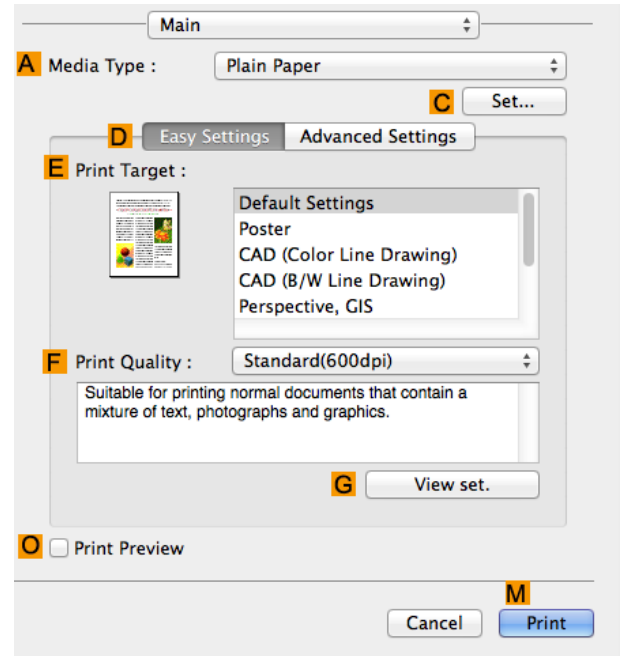 Main
A Media Type : Plain Paper
C Set...
D Easy Settings Advanced Settings
E Print Target :
Default Settings
Poster
CAD (Color Line Drawing)
CAD (B/W Line Drawing)
Perspective, GIS
F Print Quality : Standard(600dpi)
Suitable for printing normal documents that contain a
mixture of text, photographs and graphics.
G View set.
O Print Preview
M
Cancel Print